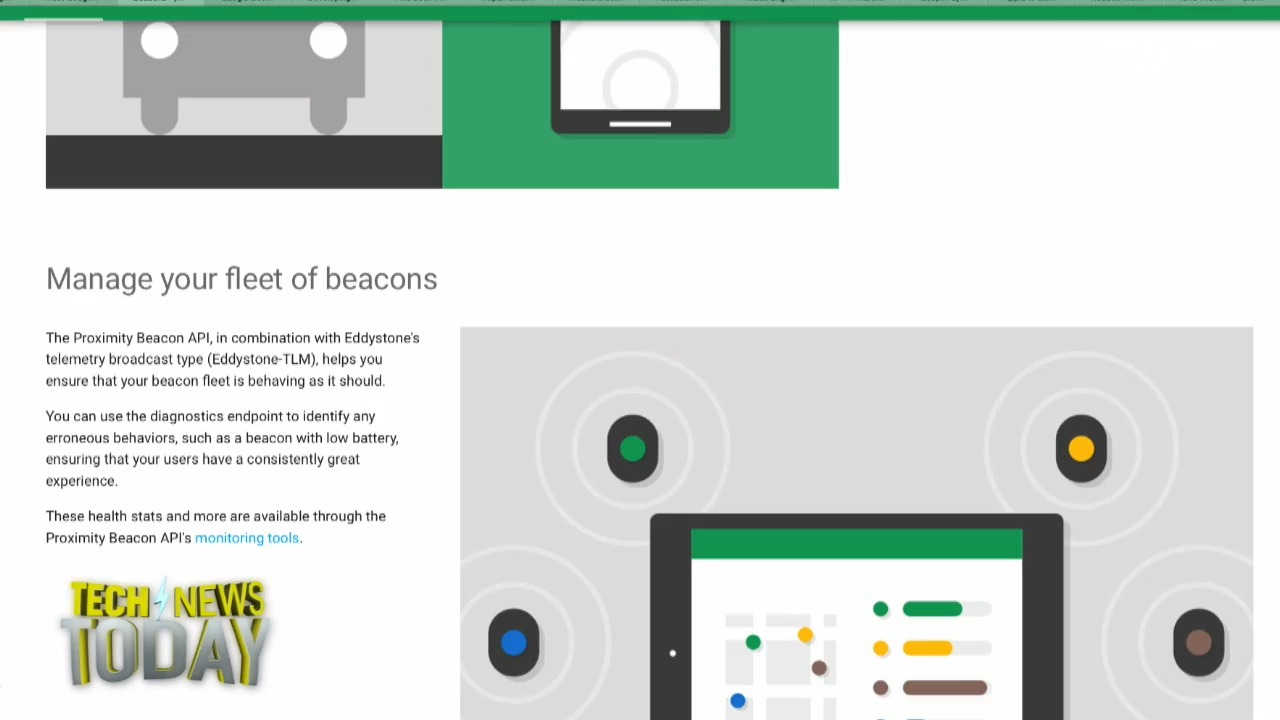 Manage your fleet of beacons
The Proximity Beacon API, in combination with Eddystone's
telemetry broadcast type (Eddystone-TLM), helps you
ensure that your beacon fleet is behaving as it should.
You can use the diagnostics endpoint to identify any
erroneous behaviors, such as a beacon with low battery,
ensuring that your users have a consistently great
experience.
These health stats and more are available through the
Proximity Beacon API's monitoring tools.
TECH NEWS
TODAY